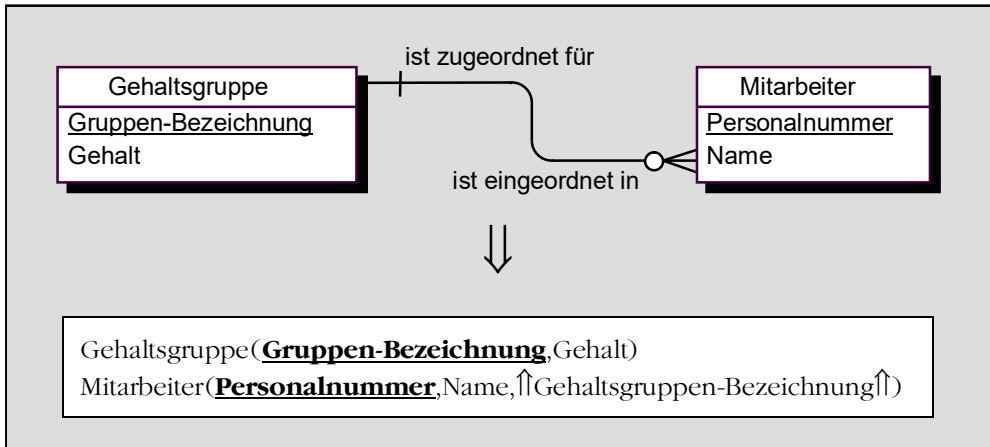 ist zugeordnet für
Gehaltsgruppe
Gruppen-Bezeichnung
Gehalt
Mitarbeiter
Personalnummer
Name
ist eingeordnet in
⇓
Gehaltsgruppe(Gruppen-Bezeichnung,Gehalt)
Mitarbeiter(Personalnummer,Name,⇑Gehaltsgruppen-Bezeichnung⇑)